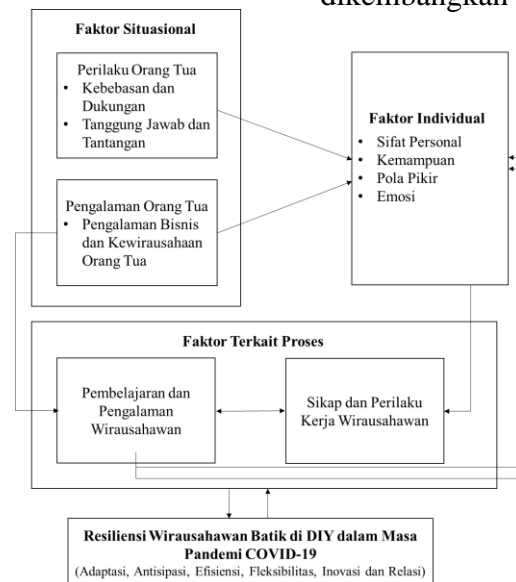 dikembangkan
Faktor Situasional
Perilaku Orang Tua
• Kebebasan dan
Dukungan
• Tanggung Jawab dan
Tantangan
Pengalaman Orang Tua
• Pengalaman Bisnis
dan Kewirausahaan
Orang Tua
Faktor Individual
• Sifat Personal
• Kemampuan
• Pola Pikir
• Emosi
Faktor Terkait Proses
Pembelajaran dan
Pengalaman
Wirausahawan
Sikap dan Perilaku
Kerja Wirausahawan
Resiliensi Wirausahawan Batik di DIY dalam Masa
Pandemi COVID-19
(Adaptasi, Antisipasi, Efisiensi, Fleksibilitas, Inovasi dan Relasi)